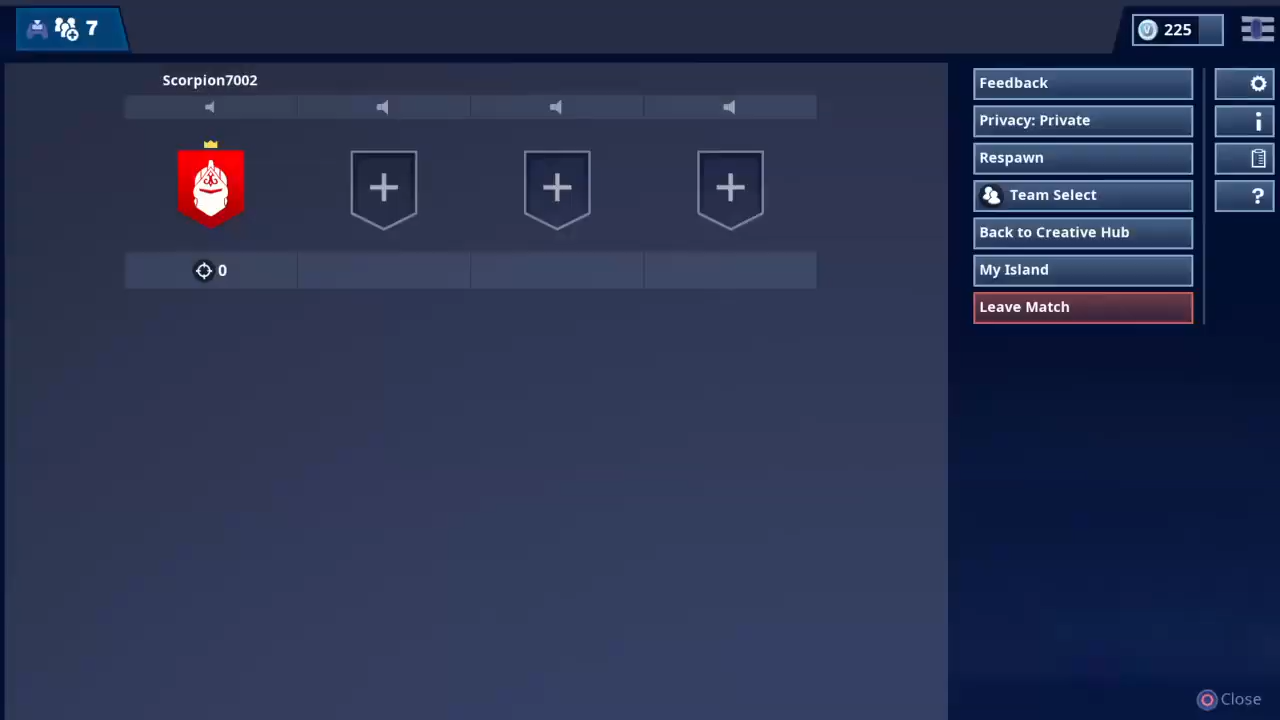 7
225
Scorpion7002
0
Feedback
Privacy: Private
Respawn
Team Select
Back to Creative Hub
My Island
Leave Match
Close